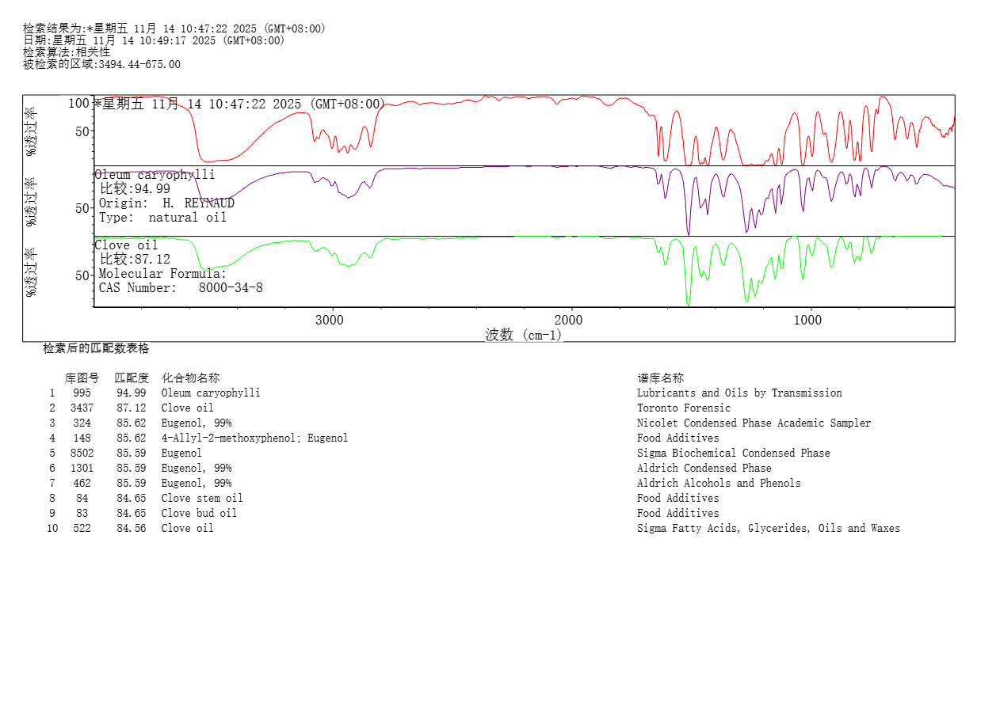 检索结果为:*星期五 11月 14 10:47:22 2025 (GMT+08:00)
日期:星期五 11月 14 10:49:17 2025 (GMT+08:00)
检索算法:相关性
被检索的区域:3494.44-675.00
*星期五 11月 14 10:47:22 2025 (GMT+08:00)
100
50
%透过率
Oleum caryophylli
比较:94.99
Origin: H. REYNAUD
Type: natural oil
50
%透过率
Clove oil
比较:87.12
Molecular Formula:
CAS Number: 8000-34-8
50
%透过率
3000 2000 1000
波数 (cm-1)
检索后的匹配数表格
库图号 匹配度 化合物名称 谱库名称
1 995 94.99 Oleum caryophylli Lubricants and Oils by Transmission
2 3437 87.12 Clove oil Toronto Forensic
3 324 85.62 Eugenol, 99% Nicolet Condensed Phase Academic Sampler
4 148 85.62 4-Allyl-2-methoxyphenol; Eugenol Food Additives
5 8502 85.59 Eugenol Sigma Biochemical Condensed Phase
6 1301 85.59 Eugenol, 99% Aldrich Condensed Phase
7 462 85.59 Eugenol, 99% Aldrich Alcohols and Phenols
8 84 84.65 Clove stem oil Food Additives
9 83 84.65 Clove bud oil Food Additives
10 522 84.56 Clove oil Sigma Fatty Acids, Glycerides, Oils and Waxes